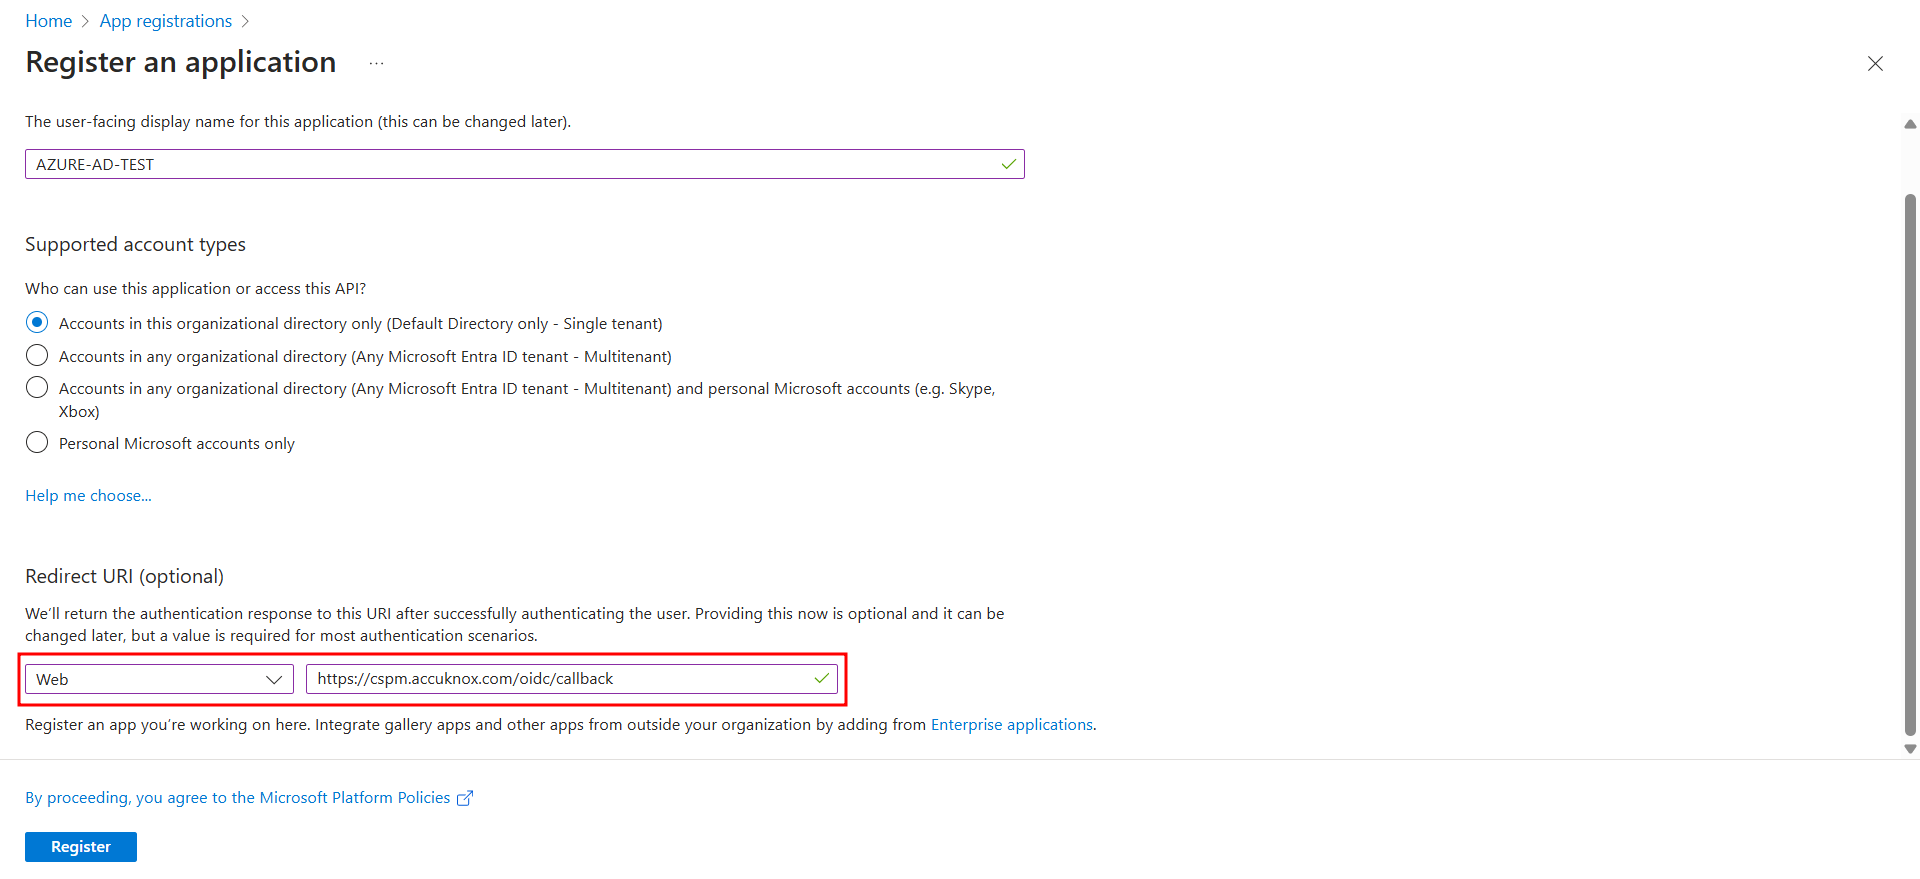 Home > App registrations >
Register an application ...
The user-facing display name for this application (this can be changed later).
AZURE-AD-TEST
Supported account types
Who can use this application or access this API?
Accounts in this organizational directory only (Default Directory only - Single tenant)
Accounts in any organizational directory (Any Microsoft Entra ID tenant - Multitenant)
Accounts in any organizational directory (Any Microsoft Entra ID tenant - Multitenant) and personal Microsoft accounts (e.g. Skype,
Xbox)
Personal Microsoft accounts only
Help me choose...
Redirect URI (optional)
We'll return the authentication response to this URI after successfully authenticating the user. Providing this now is optional and it can be
changed later, but a value is required for most authentication scenarios.
Web https://cspm.accuknox.com/oidc/callback
Register an app you're working on here. Integrate gallery apps and other apps from outside your organization by adding from Enterprise applications.
By proceeding, you agree to the Microsoft Platform Policies
Register